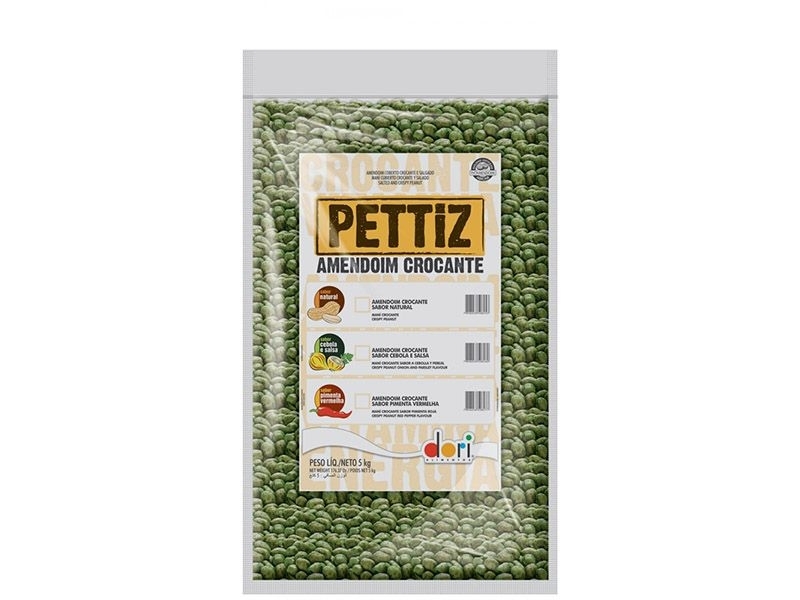 CROCANTE
AMENDOIM COBERTO CROCANTE E SALGADO
MANÍ CUBIERTO CROCANTE Y SALADO
SALTED AND CRISPY PEANUT
PETTiZ
AMENDOIM CROCANTE
sabor
natural
AMENDOIM CROCANTE
SABOR NATURAL
MANÍ CROCANTE
CRISPY PEANUT
sabor
cebola
e salsa
AMENDOIM CROCANTE
SABOR CEBOLA E SALSA
MANÍ CROCANTE SABOR A CEBOLLA Y PEREJIL
CRISPY PEANUT ONION AND PARSLEY FLAVOUR
sabor
pimenta
vermelha
AMENDOIM CROCANTE
SABOR PIMENTA VERMELHA
MANÍ CROCANTE SABOR PIMIENTA ROJA
CRISPY PEANUT RED PEPPER FLAVOUR
dori
ALIMENTOS
PESO LÍQ./NETO 5 kg
ENERGIA